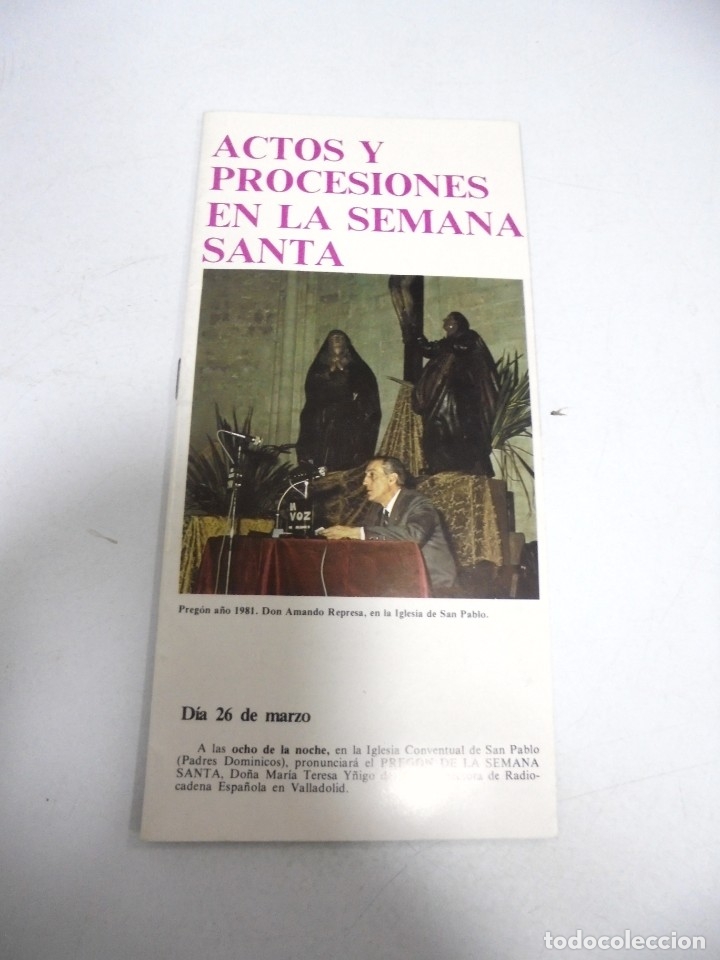 ACTOS Y
PROCESIONES
EN LA SEMANA
SANTA
LA
VOZ
Pregón año 1981. Don Amando Represa, en la Iglesia de San Pablo.
Día 26 de marzo
A las ocho de la noche, en la Iglesia Conventual de San Pablo
(Padres Dominicos), pronunciará el PREGON DE LA SEMANA
SANTA, Doña María Teresa Yñigo de Radio-
cadena Española en Valladolid.
todocoleccion